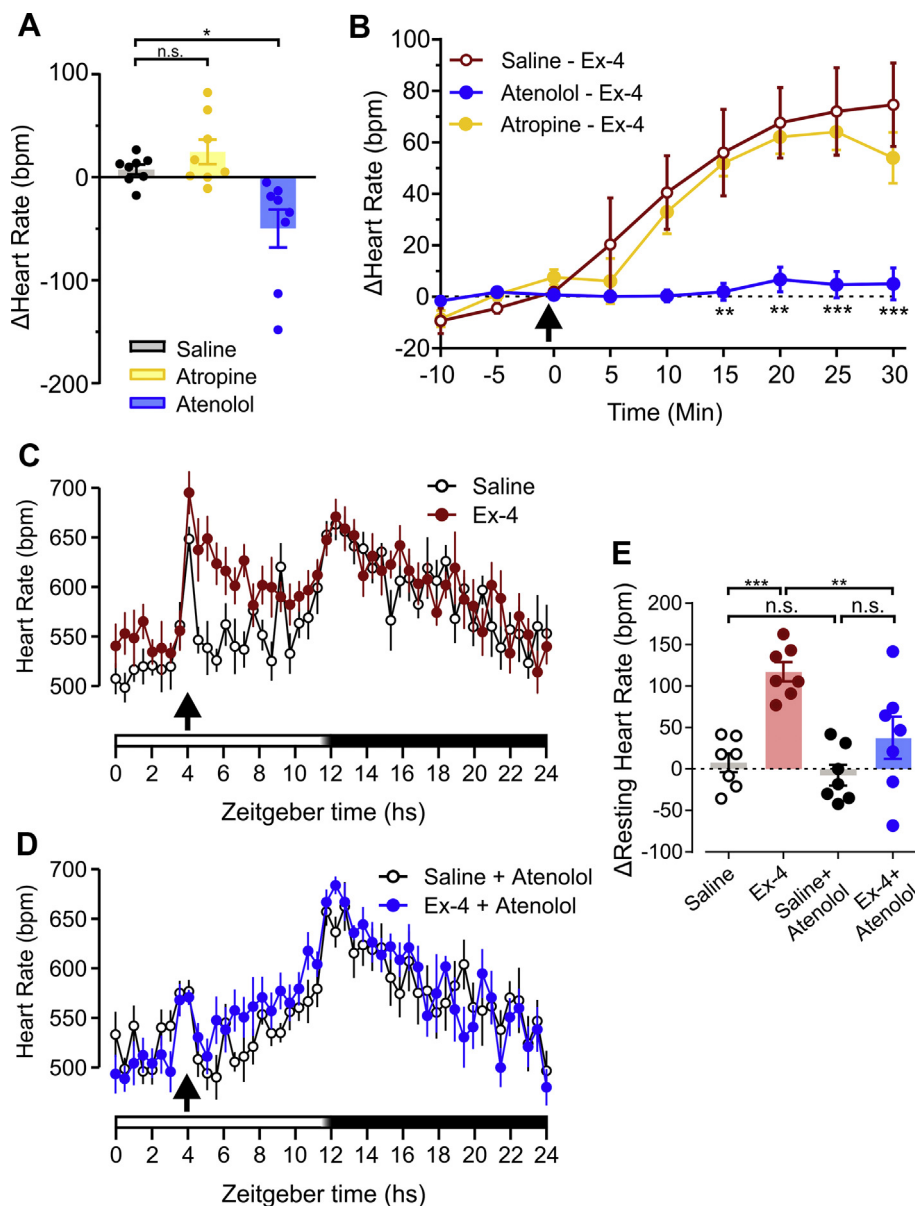 A
*
n.s.
100
0
-100
-200
ΔHeart Rate (bpm)
Saline
Atropine
Atenolol
B
100
80
60
40
20
0
-20
ΔHeart Rate (bpm)
Saline - Ex-4
Atenolol - Ex-4
Atropine - Ex-4
** ** *** ***
-10 -5 0 5 10 15 20 25 30
Time (Min)
C
700
650
600
550
500
Heart Rate (bpm)
Saline
Ex-4
0 2 4 6 8 10 12 14 16 18 20 22 24
Zeitgeber time (hs)
D
700
650
600
550
500
Heart Rate (bpm)
Saline + Atenolol
Ex-4 + Atenolol
0 2 4 6 8 10 12 14 16 18 20 22 24
Zeitgeber time (hs)
E
*** **
n.s. n.s.
200
150
100
50
0
-50
-100
ΔResting Heart Rate (bpm)
Saline
Ex-4
Saline+
Atenolol
Ex-4+
Atenolol